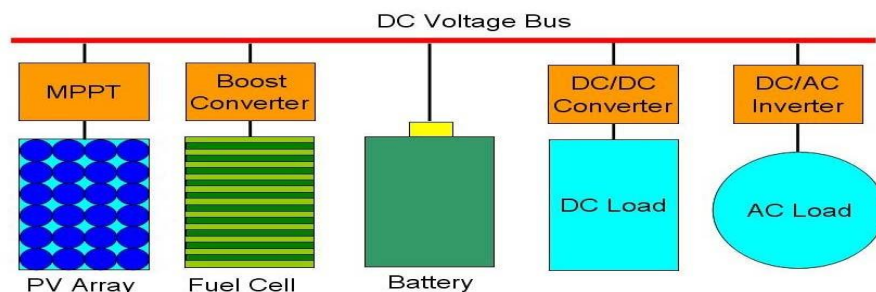 DC Voltage Bus
MPPT
Boost
Converter
DC/DC
Converter
DC/AC
Inverter
DC Load
AC Load
PV Array
Fuel Cell
Battery